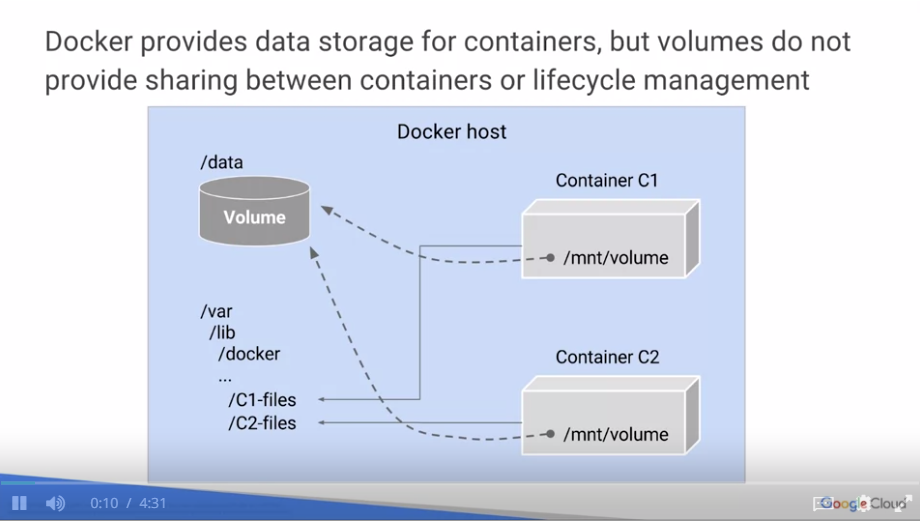 Docker provides data storage for containers, but volumes do not
provide sharing between containers or lifecycle management
Docker host
/data
Volume
Container C1
/mnt/volume
/var
/lib
/docker
...
/C1-files
/C2-files
Container C2
/mnt/volume
0:10 / 4:31
Google Cloud